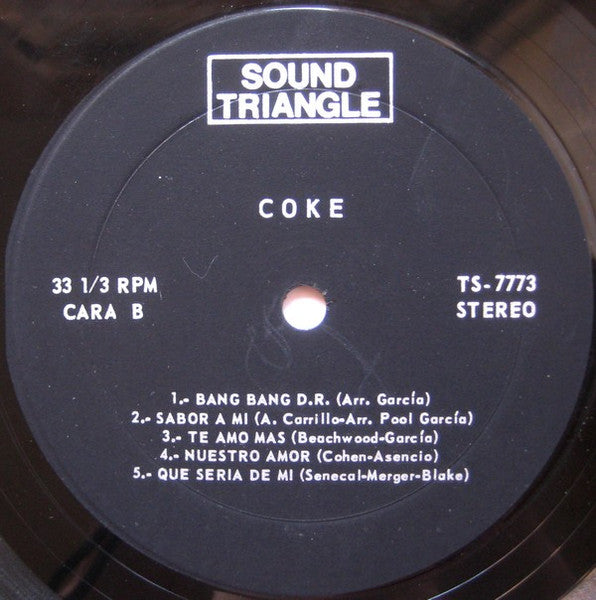 SOUND
TRIANGLE
COKE
33 1/3 RPM
CARA B
TS-7773
STEREO
1.- BANG BANG D.R. (Arr. García)
2.- SABOR A MI (A. Carrillo-Arr. Pool García)
3.- TE AMO MAS (Beachwood-García)
4.- NUESTRO AMOR (Cohen-Asencio)
5.- QUE SERIA DE MI (Senecal-Merger-Blake)